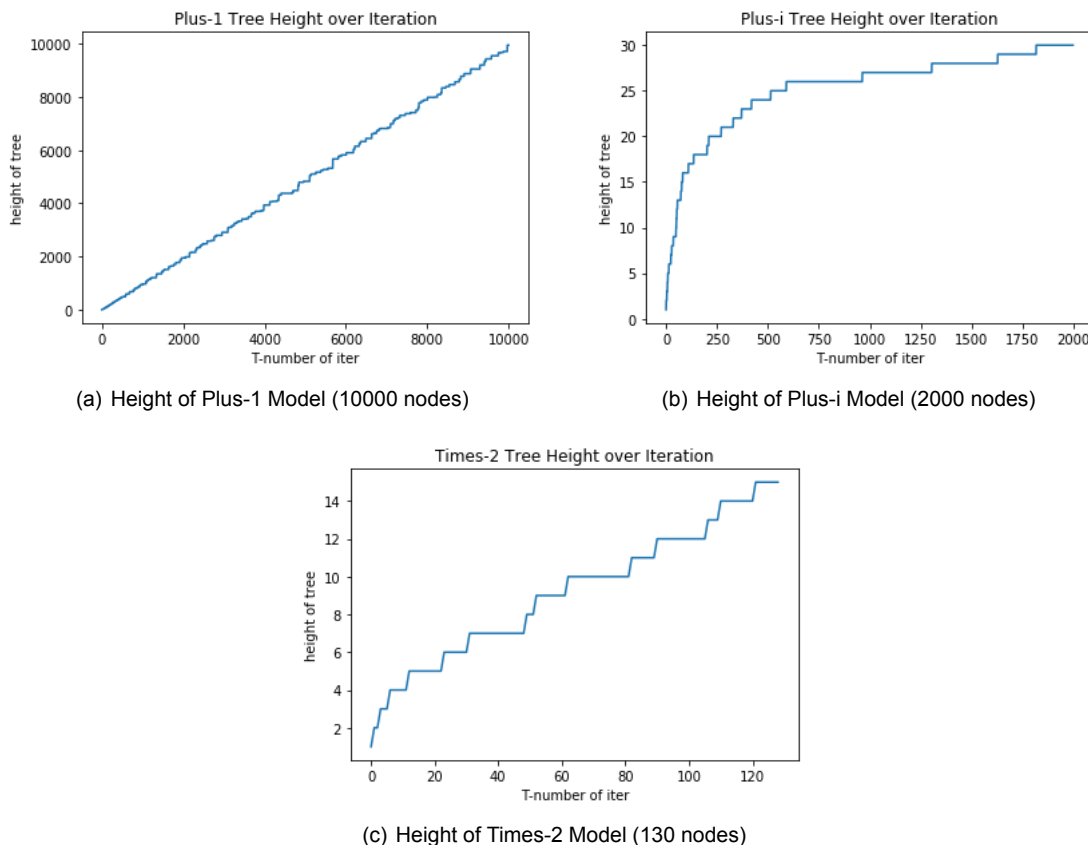 Plus-1 Tree Height over Iteration
10000
8000
6000
4000
2000
0
height of tree
0 2000 4000 6000 8000 10000
T-number of iter
(a) Height of Plus-1 Model (10000 nodes)
Plus-i Tree Height over Iteration
30
25
20
15
10
5
0
height of tree
0 250 500 750 1000 1250 1500 1750 2000
T-number of iter
(b) Height of Plus-i Model (2000 nodes)
Times-2 Tree Height over Iteration
14
12
10
8
6
4
2
height of tree
0 20 40 60 80 100 120
T-number of iter
(c) Height of Times-2 Model (130 nodes)